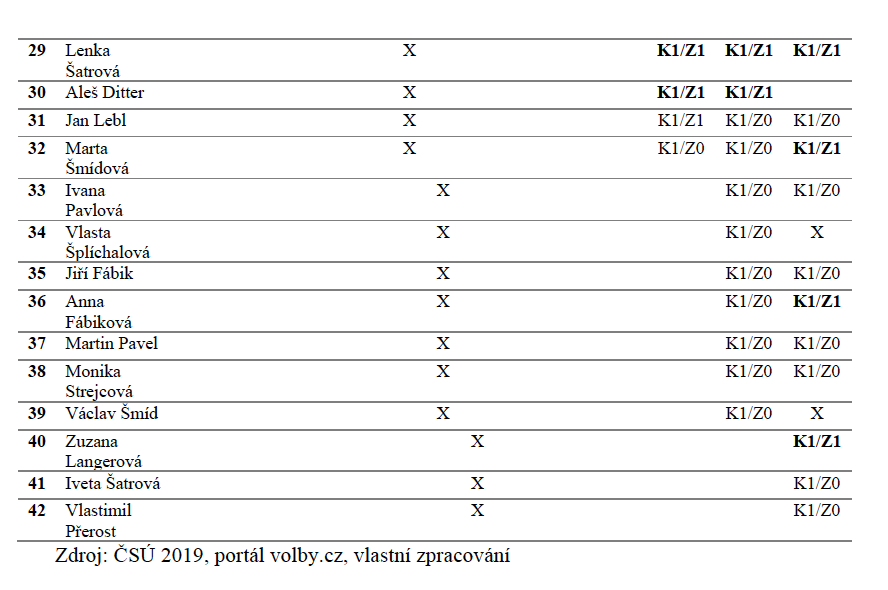 29 Lenka X K1/Z1 K1/Z1 K1/Z1
Šatrová
30 Aleš Ditter X K1/Z1 K1/Z1
31 Jan Lebl X K1/Z1 K1/Z0 K1/Z0
32 Marta X K1/Z0 K1/Z0 K1/Z1
Šmídová
33 Ivana X K1/Z0 K1/Z0
Pavlová
34 Vlasta X K1/Z0 X
Šplíchalová
35 Jiří Fábik X K1/Z0 K1/Z0
36 Anna X K1/Z0 K1/Z1
Fábiková
37 Martin Pavel X K1/Z0 K1/Z0
38 Monika X K1/Z0 K1/Z0
Strejcová
39 Václav Šmíd X K1/Z0 X
40 Zuzana X K1/Z1
Langerová
41 Iveta Šatrová X K1/Z0
42 Vlastimil X K1/Z0
Přerost
Zdroj: ČSÚ 2019, portál volby.cz, vlastní zpracování